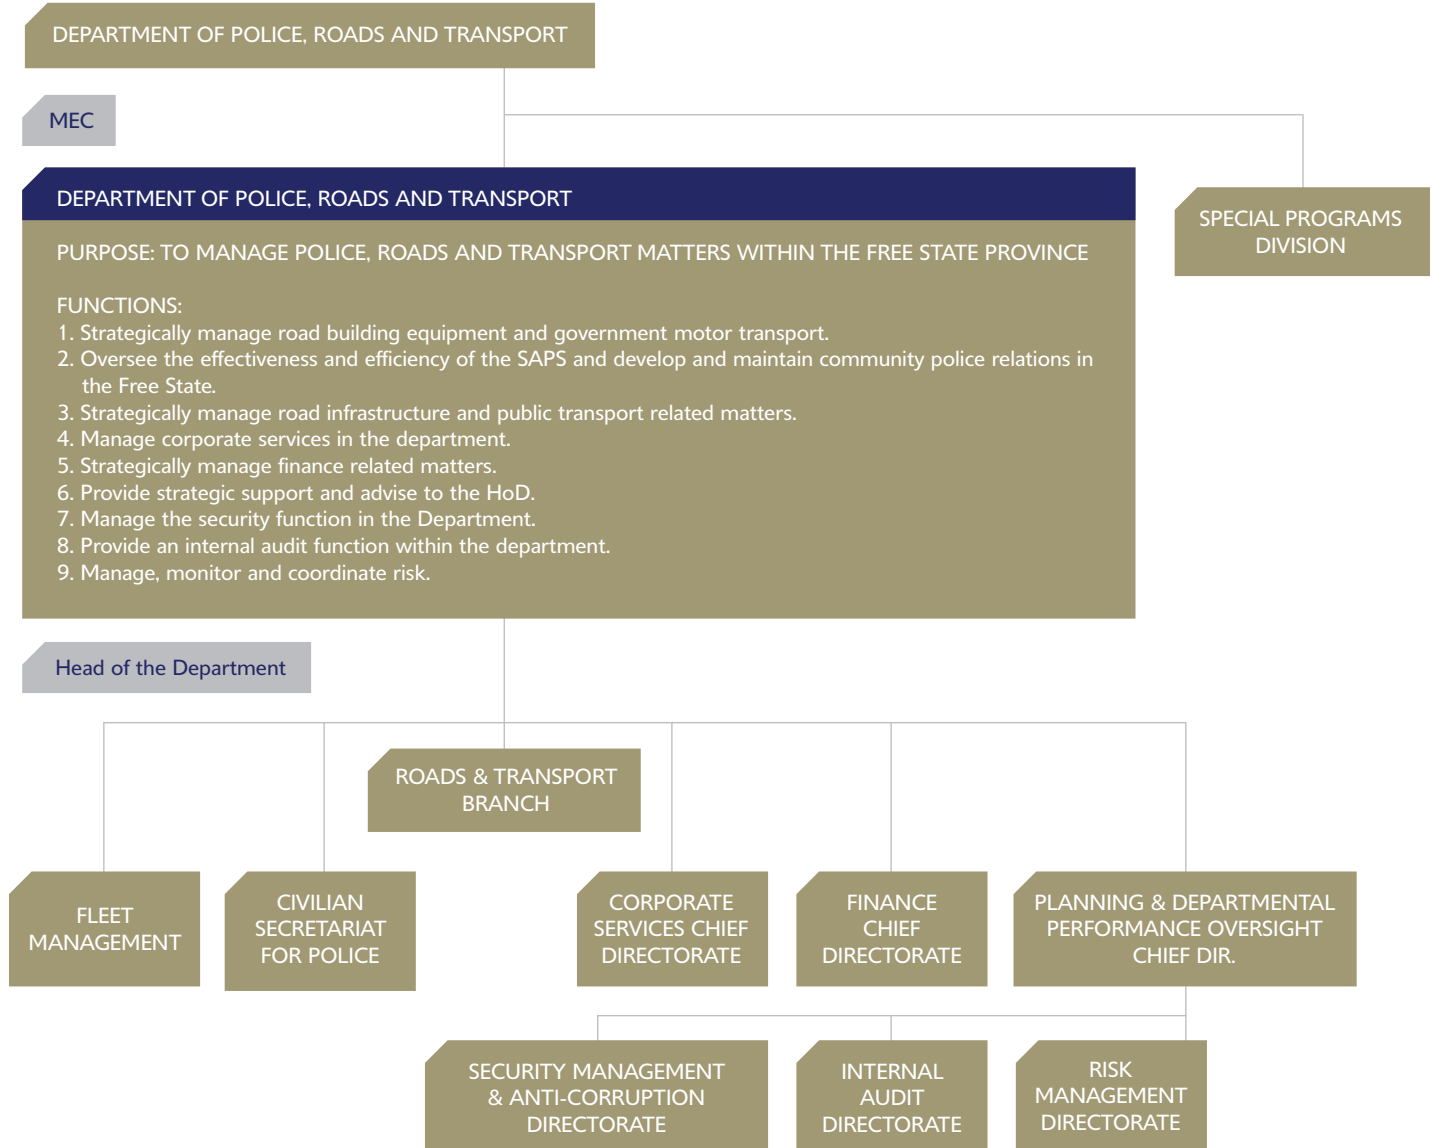 DEPARTMENT OF POLICE, ROADS AND TRANSPORT
MEC
DEPARTMENT OF POLICE, ROADS AND TRANSPORT
SPECIAL PROGRAMS
DIVISION
PURPOSE: TO MANAGE POLICE, ROADS AND TRANSPORT MATTERS WITHIN THE FREE STATE PROVINCE
FUNCTIONS:
1. Strategically manage road building equipment and government motor transport.
2. Oversee the effectiveness and efficiency of the SAPS and develop and maintain community police relations in
the Free State.
3. Strategically manage road infrastructure and public transport related matters.
4. Manage corporate services in the department.
5. Strategically manage finance related matters.
6. Provide strategic support and advise to the HoD.
7. Manage the security function in the Department.
8. Provide an internal audit function within the department.
9. Manage, monitor and coordinate risk.
Head of the Department
ROADS & TRANSPORT
BRANCH
FLEET
MANAGEMENT
CIVILIAN
SECRETARIAT
FOR POLICE
CORPORATE
SERVICES CHIEF
DIRECTORATE
FINANCE
CHIEF
DIRECTORATE
PLANNING & DEPARTMENTAL
PERFORMANCE OVERSIGHT
CHIEF DIR.
SECURITY MANAGEMENT
& ANTI-CORRUPTION
DIRECTORATE
INTERNAL
AUDIT
DIRECTORATE
RISK
MANAGEMENT
DIRECTORATE